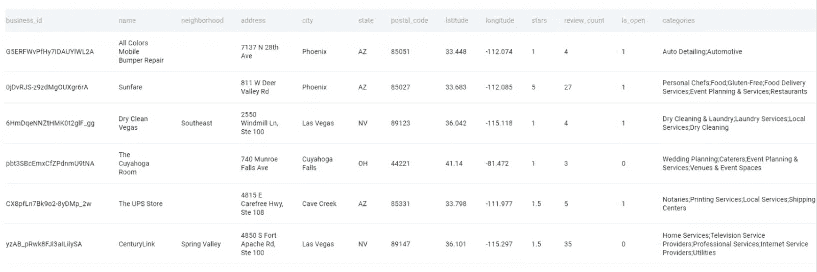 business_id name neighborhood address city state postal_code latitude longitude stars review_count is_open categories
All Colors
Mobile
Bumper Repair
7137 N 28th
Ave
Phoenix AZ 85051 33.448 -112.074 1 4 1 Auto Detailing;Automotive
Sunfare
811 W Deer
Valley Rd
Phoenix AZ 85027 33.683 -112.085 5 27 1
Personal Chefs;Food;Gluten-Free;Food Delivery
Services;Event Planning & Services;Restaurants
6HmDqeNNZtHMK0t2glF_gg
Dry Clean
Vegas
Southeast
2550
Windmill Ln,
Ste 100
Las Vegas NV 89123 36.042 -115.118 1 4 1
Dry Cleaning & Laundry;Laundry Services;Local
Services;Dry Cleaning
The
Cuyahoga
Room
740 Munroe
Falls Ave
Cuyahoga
Falls
OH 44221 41.14 -81.472 1 3 0
Wedding Planning;Caterers;Event Planning &
Services;Venues & Event Spaces
CX8pfLn7Bk9o2-8yDMp_2w The UPS Store
4815 E
Carefree Hwy,
Ste 108
Cave Creek AZ 85331 33.798 -111.977 1.5 5 1
Notaries;Printing Services;Local Services;Shipping
Centers
CenturyLink Spring Valley
4850 S Fort
Apache Rd,
Ste 100
Las Vegas NV 89147 36.101 -115.297 1.5 35 0
Home Services;Television Service
Providers;Professional Services;Internet Service
Providers;Utilities